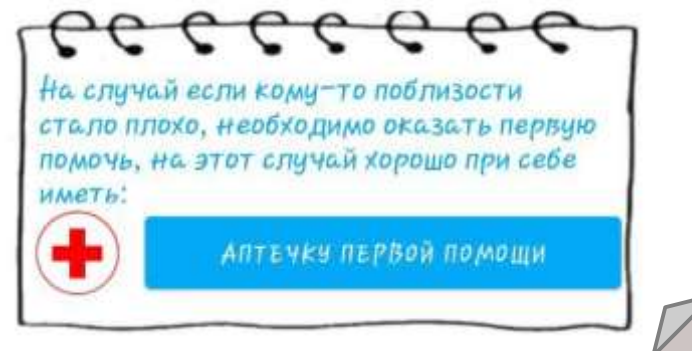 На случай если кому-то поблизости
стало плохо, необходимо оказать первую
помочь, на этот случай хорошо при себе
иметь:
АПТЕЧКУ ПЕРВОЙ ПОМОЩИ